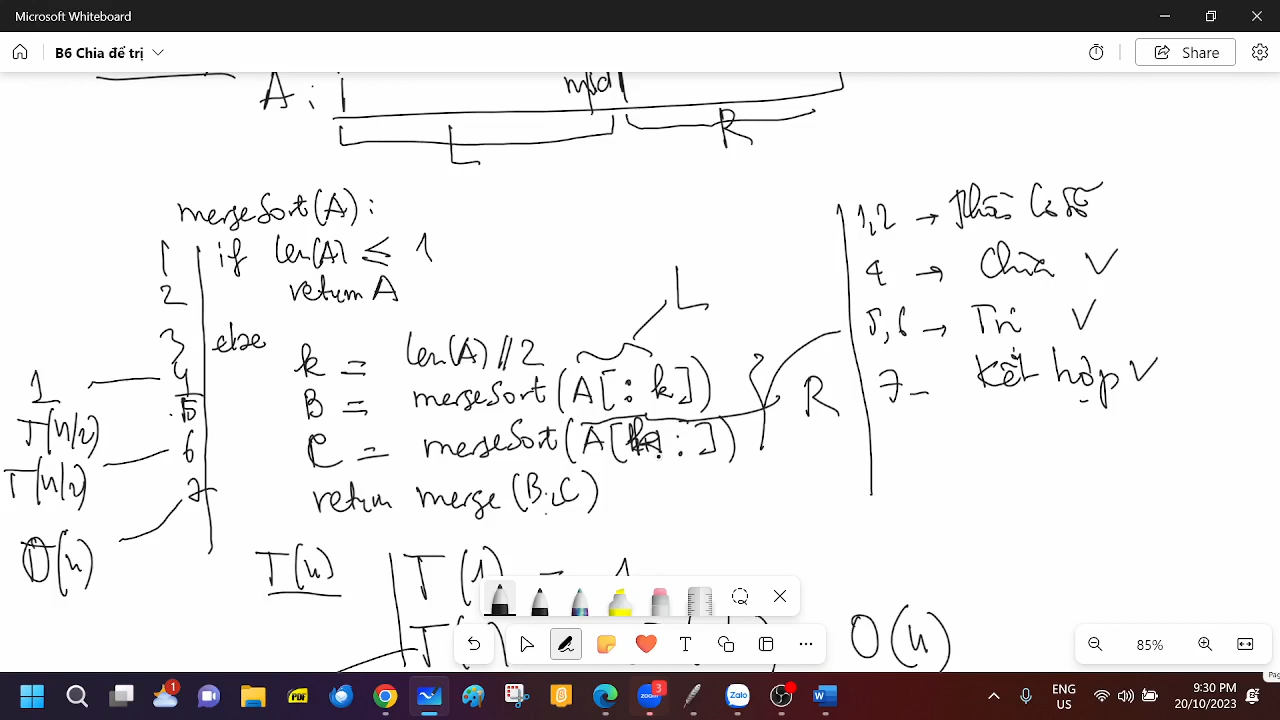 Microsoft Whiteboard
B6 Chia để trị
Share
A:
mid
L
R
mergeSort(A):
1 if len(A) ≤ 1
2 return A
3 else
4 k = len(A)//2
5 B = mergeSort(A[:k])
6 C = mergeSort(A[k:])
7 return merge(B,C)
L
R
1
T(n/2)
T(n/2)
O(n)
1,2 → Phần Cơ Sở
4 → Chia V
5,6 → Trị V
7 - Kết hợp V
T(n)
T(1) = 1
O(n)
85%
1
3
ENG
US
9:30 PM
20/10/2023